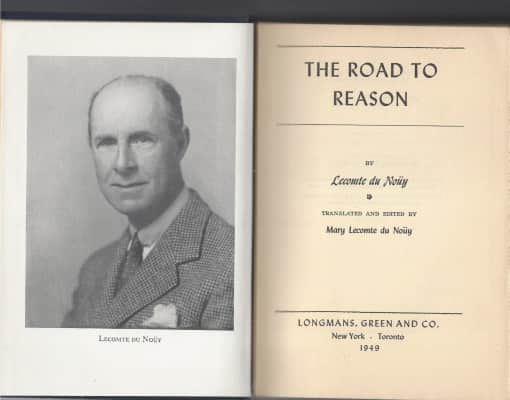 LECOMTE DU NOÜY
THE ROAD TO
REASON
BY
Lecomte du Noüy
TRANSLATED AND EDITED BY
Mary Lecomte du Noüy
LONGMANS, GREEN AND CO.
New York · Toronto
1949